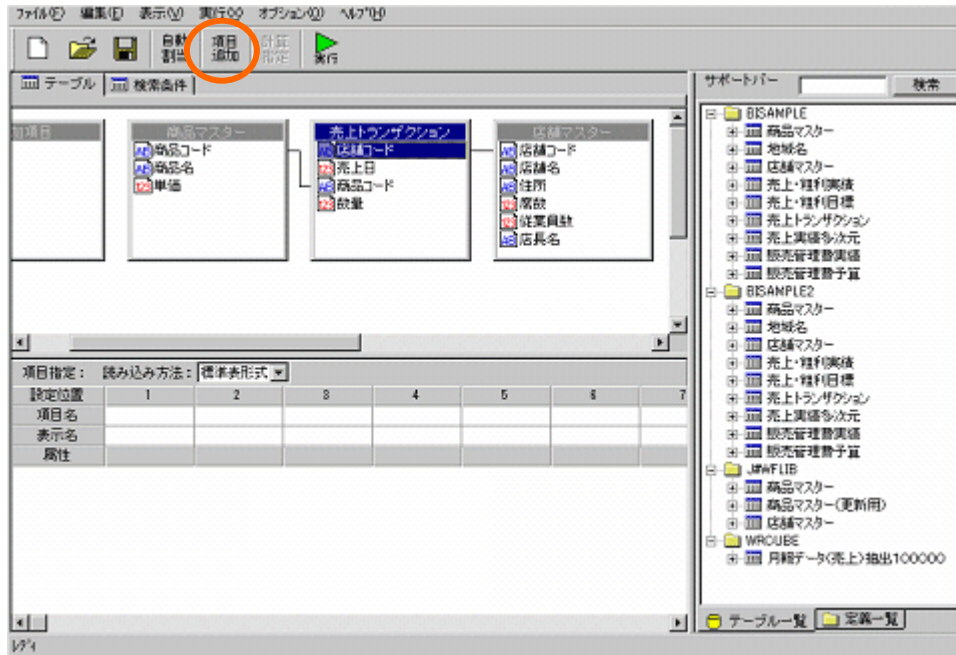 ファイル(F) 編集(E) 表示(V) 実行(X) オプション(O) ヘルプ(H)
自動割当 項目追加 計算指定 実行
テーブル 検索条件
加項目
商品マスター
商品コード
商品名
単価
売上トランザクション
店舗コード
売上日
商品コード
数量
店舗マスター
店舗コード
店舗名
住所
席数
従業員数
店長名
項目指定： 読み込み方法： 標準表形式
設定位置 1 2 3 4 5 6 7
項目名
表示名
属性
サポートバー 検索
BISAMPLE
商品マスター
地域名
店舗マスター
売上・粗利実績
売上・粗利目標
売上トランザクション
売上実績多次元
販売管理費実績
販売管理費予算
BISAMPLE2
商品マスター
地域名
店舗マスター
売上・粗利実績
売上・粗利目標
売上トランザクション
売上実績多次元
販売管理費実績
販売管理費予算
J#WFLIB
商品マスター
商品マスター(更新用)
店舗マスター
WRCUBE
月報データ(売上)抽出100000
テーブル一覧 定義一覧
レディ